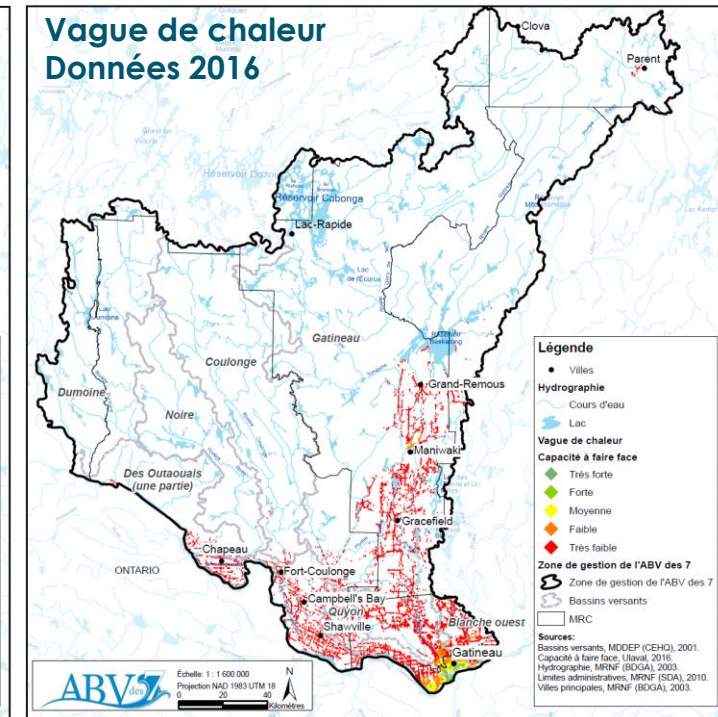 Vague de chaleur
Données 2016
Clova
Parent
Réservoir Cabonga
Lac-Rapide
Lac
de l'Écorce
Gatineau
Réservoir
Baskatong
Coulonge
Dumoine
Noire
Grand-Remous
Maniwaki
Des Outaouais
(une partie)
Gracefield
Chapeau
ONTARIO
Fort-Coulonge
Campbell's Bay
Quyon
Blanche ouest
Shawville
Gatineau
Légende
Villes
Hydrographie
Cours d'eau
Lac
Vague de chaleur
Capacité à faire face
Très forte
Forte
Moyenne
Faible
Très faible
Zone de gestion de l'ABV des 7
Zone de gestion de l'ABV des 7
Bassins versants
MRC
Sources:
Bassins versants, MDDEP (CEHQ), 2001.
Capacité à faire face, Ulaval, 2016.
Hydrographie, MRNF (BDGA), 2003.
Limites administratives, MRNF (SDA), 2010.
Villes principales, MRNF (BDGA), 2003.
ABV des 7
Échelle: 1 : 1 600 000
Projection NAD 1983 UTM 18
0 20 40
Kilomètres
N